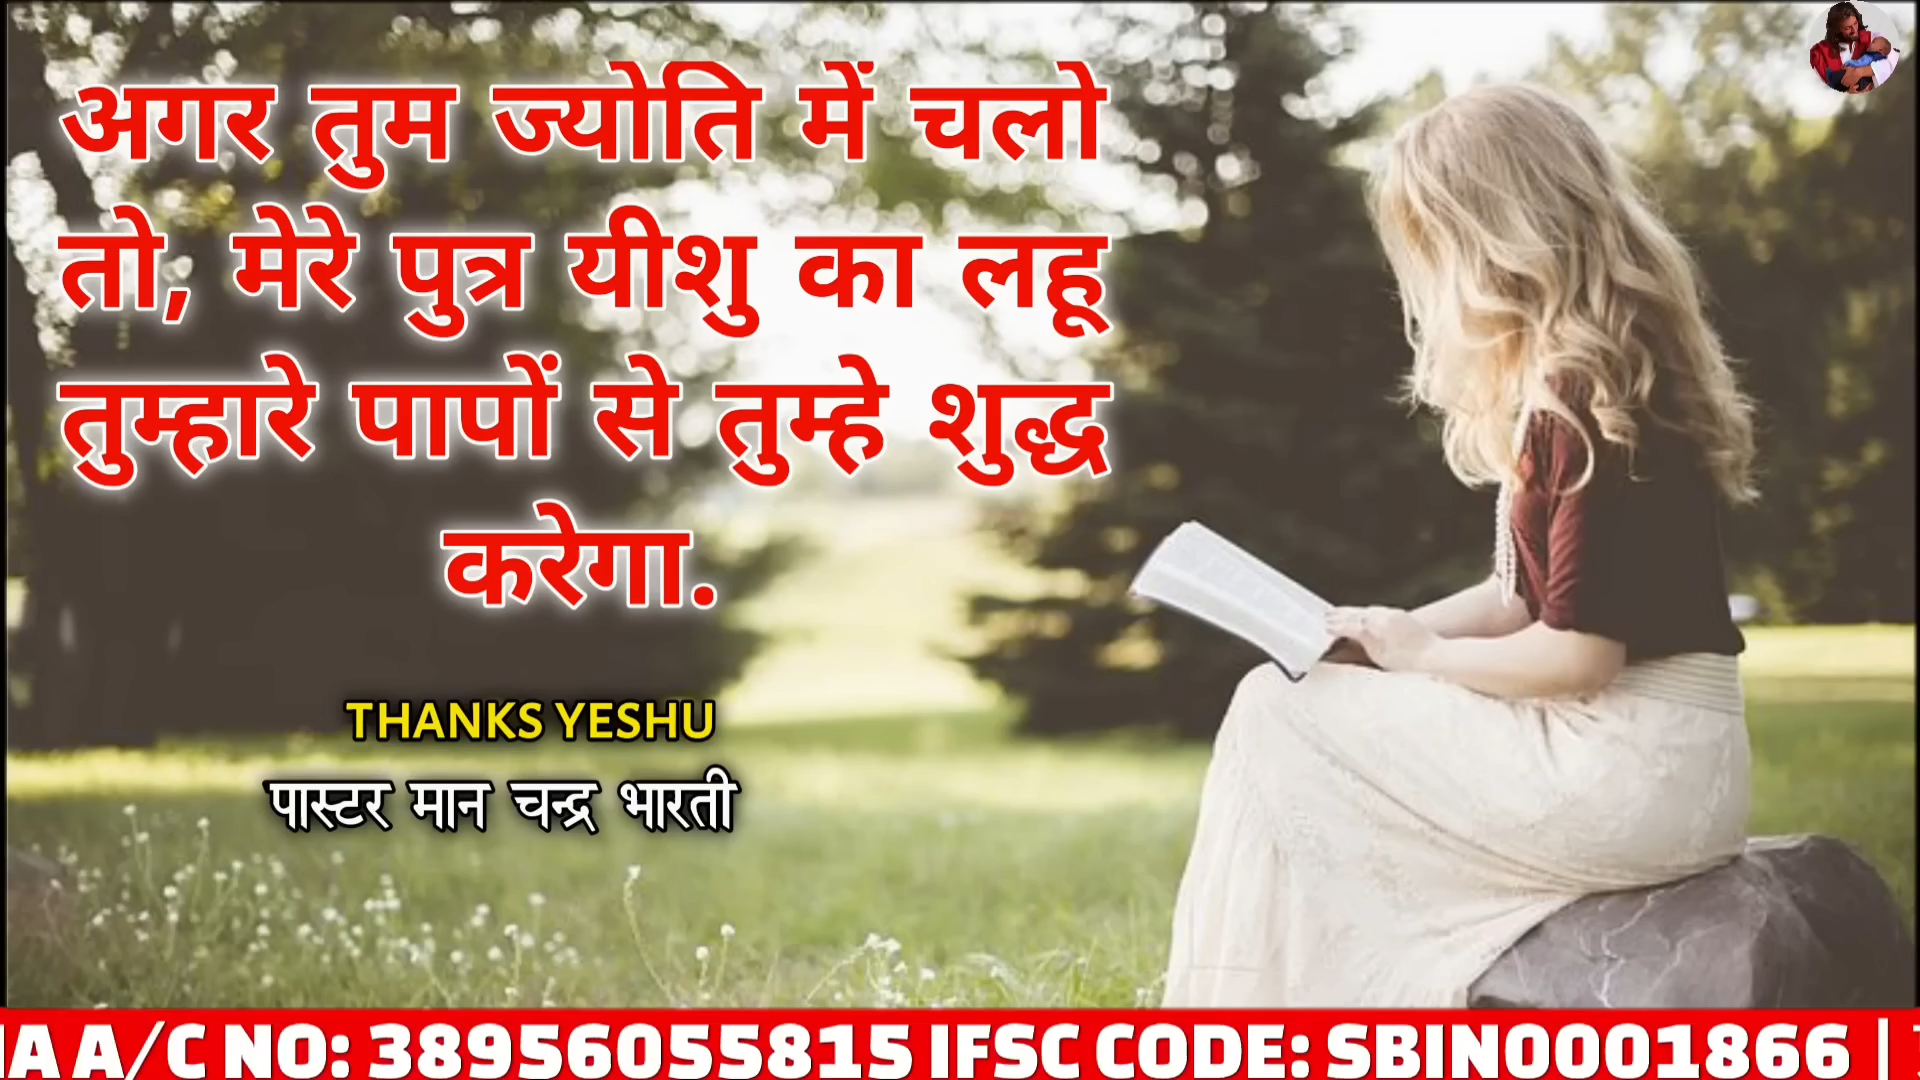 अगर तुम ज्योति में चलो
तो, मेरे पुत्र यीशु का लहू
तुम्हारे पापों से तुम्हे शुद्ध
करेगा.
THANKS YESHU
पास्टर मान चन्द्र भारती
A/C NO: 38956055815 IFSC CODE: SBIN0001866 |